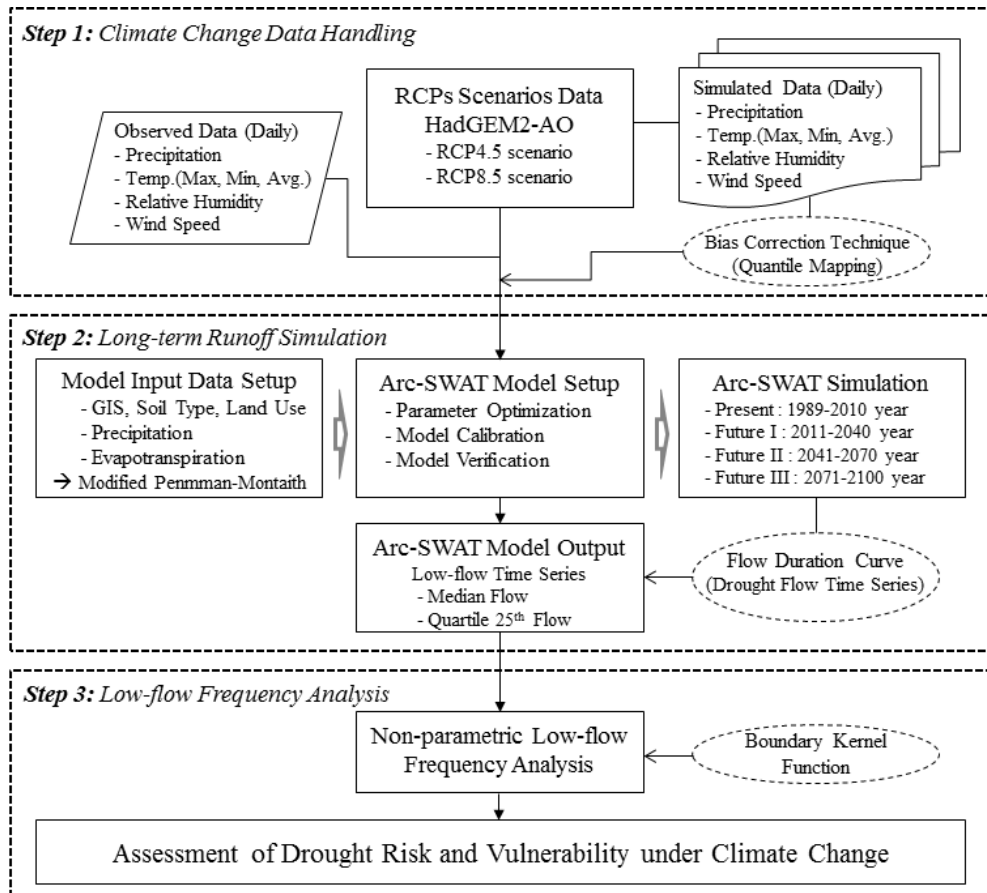 Step 1: Climate Change Data Handling
RCPs Scenarios Data
HadGEM2-AO
- RCP4.5 scenario
- RCP8.5 scenario
Simulated Data (Daily)
- Precipitation
- Temp.(Max, Min, Avg.)
- Relative Humidity
- Wind Speed
Observed Data (Daily)
- Precipitation
- Temp.(Max, Min, Avg.)
- Relative Humidity
- Wind Speed
Bias Correction Technique
(Quantile Mapping)
Step 2: Long-term Runoff Simulation
Model Input Data Setup
- GIS, Soil Type, Land Use
- Precipitation
- Evapotranspiration
→ Modified Penmman-Montaith
Arc-SWAT Model Setup
- Parameter Optimization
- Model Calibration
- Model Verification
Arc-SWAT Simulation
- Present : 1989-2010 year
- Future I : 2011-2040 year
- Future II : 2041-2070 year
- Future III : 2071-2100 year
Arc-SWAT Model Output
Low-flow Time Series
- Median Flow
- Quartile 25th Flow
Flow Duration Curve
(Drought Flow Time Series)
Step 3: Low-flow Frequency Analysis
Non-parametric Low-flow
Frequency Analysis
Boundary Kernel
Function
Assessment of Drought Risk and Vulnerability under Climate Change